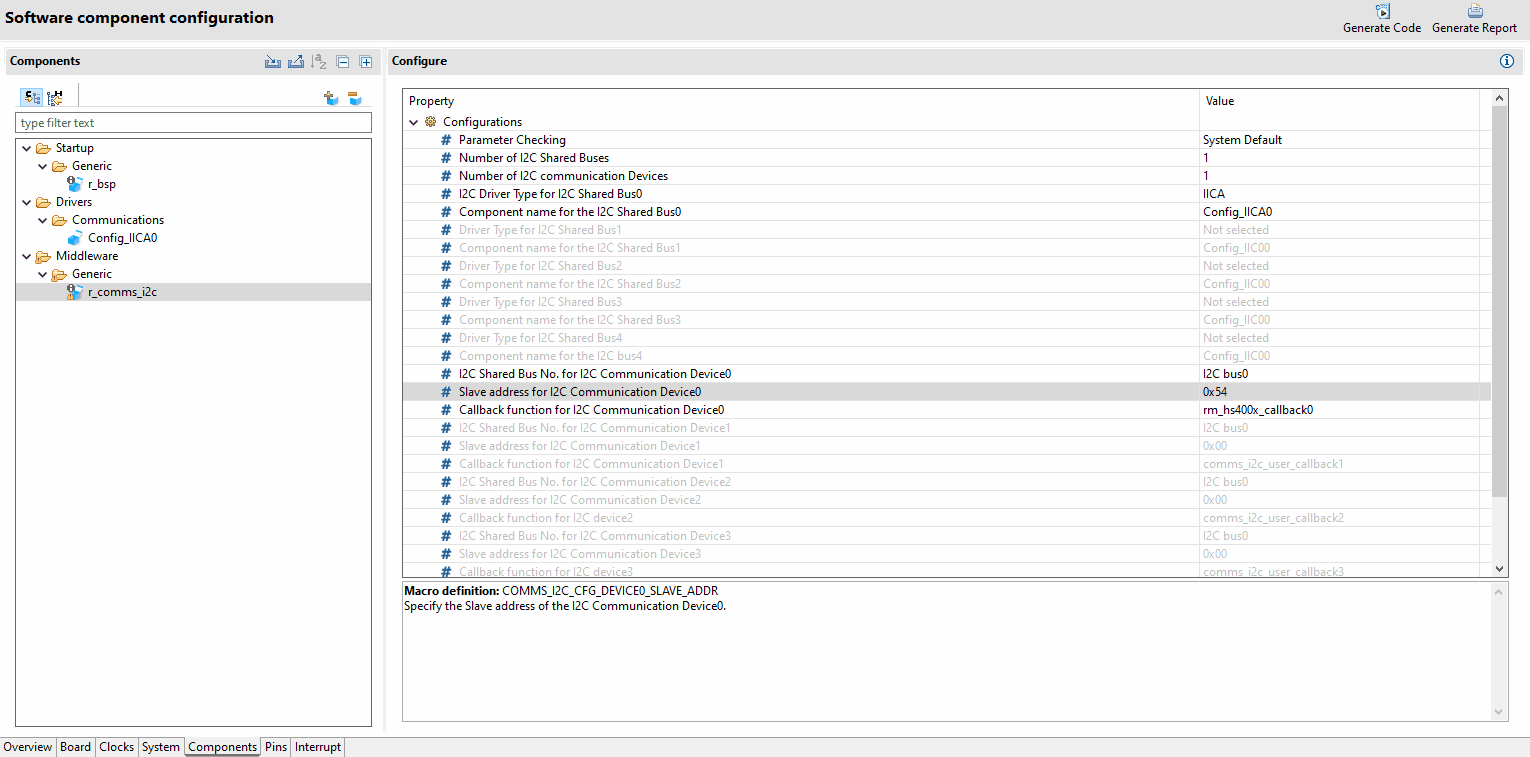 Software component configuration
Generate Code Generate Report
Components
type filter text
Startup
Generic
r_bsp
Drivers
Communications
Config_IICA0
Middleware
Generic
r_comms_i2c
Configure
Property Value
Configurations
# Parameter Checking System Default
# Number of I2C Shared Buses 1
# Number of I2C communication Devices 1
# I2C Driver Type for I2C Shared Bus0 IICA
# Component name for the I2C Shared Bus0 Config_IICA0
# Driver Type for I2C Shared Bus1 Not selected
# Component name for the I2C Shared Bus1 Config_IIC00
# Driver Type for I2C Shared Bus2 Not selected
# Component name for the I2C Shared Bus2 Config_IIC00
# Driver Type for I2C Shared Bus3 Not selected
# Component name for the I2C Shared Bus3 Config_IIC00
# Driver Type for I2C Shared Bus4 Not selected
# Component name for the I2C bus4 Config_IIC00
# I2C Shared Bus No. for I2C Communication Device0 I2C bus0
# Slave address for I2C Communication Device0 0x54
# Callback function for I2C Communication Device0 rm_hs400x_callback0
# I2C Shared Bus No. for I2C Communication Device1 I2C bus0
# Slave address for I2C Communication Device1 0x00
# Callback function for I2C Communication Device1 comms_i2c_user_callback1
# I2C Shared Bus No. for I2C Communication Device2 I2C bus0
# Slave address for I2C Communication Device2 0x00
# Callback function for I2C device2 comms_i2c_user_callback2
# I2C Shared Bus No. for I2C Communication Device3 I2C bus0
# Slave address for I2C Communication Device3 0x00
# Callback function for I2C device3 comms_i2c_user_callback3
Macro definition: COMMS_I2C_CFG_DEVICE0_SLAVE_ADDR
Specify the Slave address of the I2C Communication Device0.
Overview Board Clocks System Components Pins Interrupt